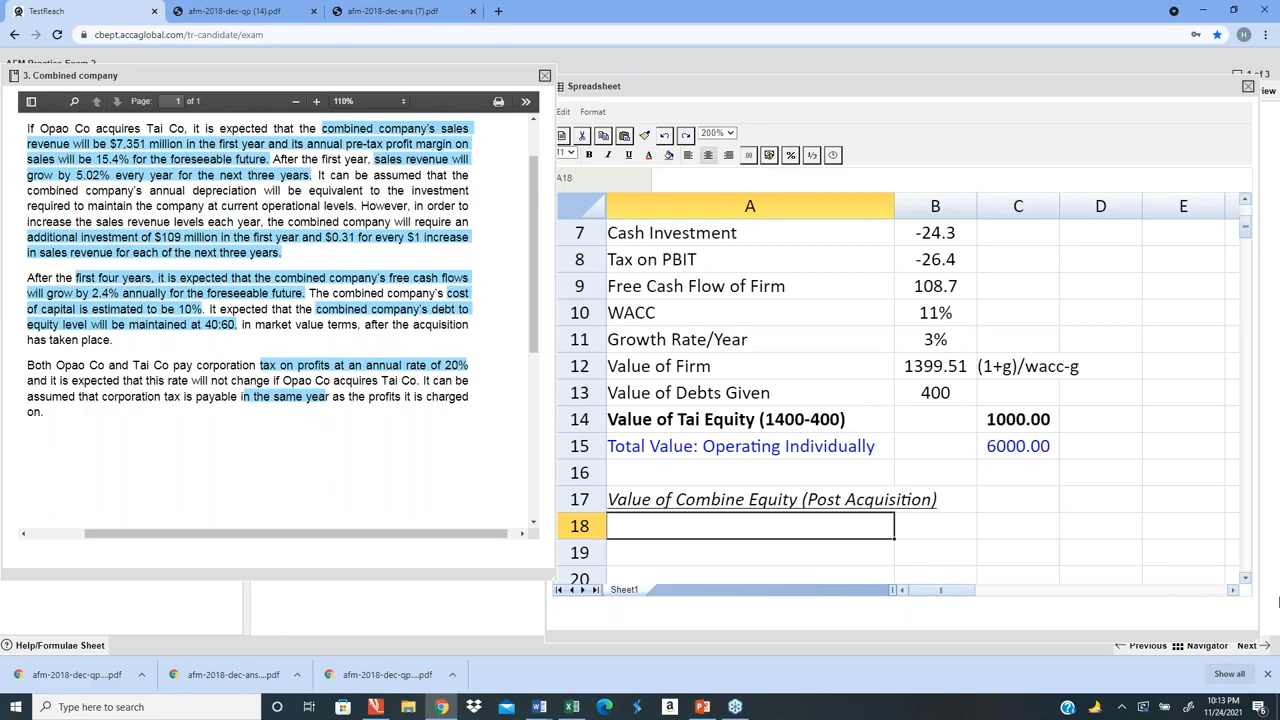 TestReach
afm-2018-dec-qp (14).pdf
afm-2018-dec-ans (7).pdf
cbept.accaglobal.com/tr-candidate/exam
H
1 of 3
3. Combined company
Page: 1 of 1
110%
If Opao Co acquires Tai Co, it is expected that the combined company's sales
revenue will be $7,351 million in the first year and its annual pre-tax profit margin on
sales will be 15.4% for the foreseeable future. After the first year, sales revenue will
grow by 5.02% every year for the next three years. It can be assumed that the
combined company's annual depreciation will be equivalent to the investment
required to maintain the company at current operational levels. However, in order to
increase the sales revenue levels each year, the combined company will require an
additional investment of $109 million in the first year and $0.31 for every $1 increase
in sales revenue for each of the next three years.
After the first four years, it is expected that the combined company's free cash flows
will grow by 2.4% annually for the foreseeable future. The combined company's cost
of capital is estimated to be 10%. It expected that the combined company's debt to
equity level will be maintained at 40:60, in market value terms, after the acquisition
has taken place.
Both Opao Co and Tai Co pay corporation tax on profits at an annual rate of 20%
and it is expected that this rate will not change if Opao Co acquires Tai Co. It can be
assumed that corporation tax is payable in the same year as the profits it is charged
on.
Spreadsheet
view
Edit Format
200%
11
B I U A .00 % 1/2
A18
A B C D E
7 Cash Investment -24.3
8 Tax on PBIT -26.4
9 Free Cash Flow of Firm 108.7
10 WACC 11%
11 Growth Rate/Year 3%
12 Value of Firm 1399.51 (1+g)/wacc-g
13 Value of Debts Given 400
14 Value of Tai Equity (1400-400) 1000.00
15 Total Value: Operating Individually 6000.00
16
17 Value of Combine Equity (Post Acquisition)
18
19
20
Sheet1
Help/Formulae Sheet
Previous Navigator Next
afm-2018-dec-qp....pdf
afm-2018-dec-ans....pdf
afm-2018-dec-qp....pdf
Show all
Type here to search
10:13 PM
11/24/2021